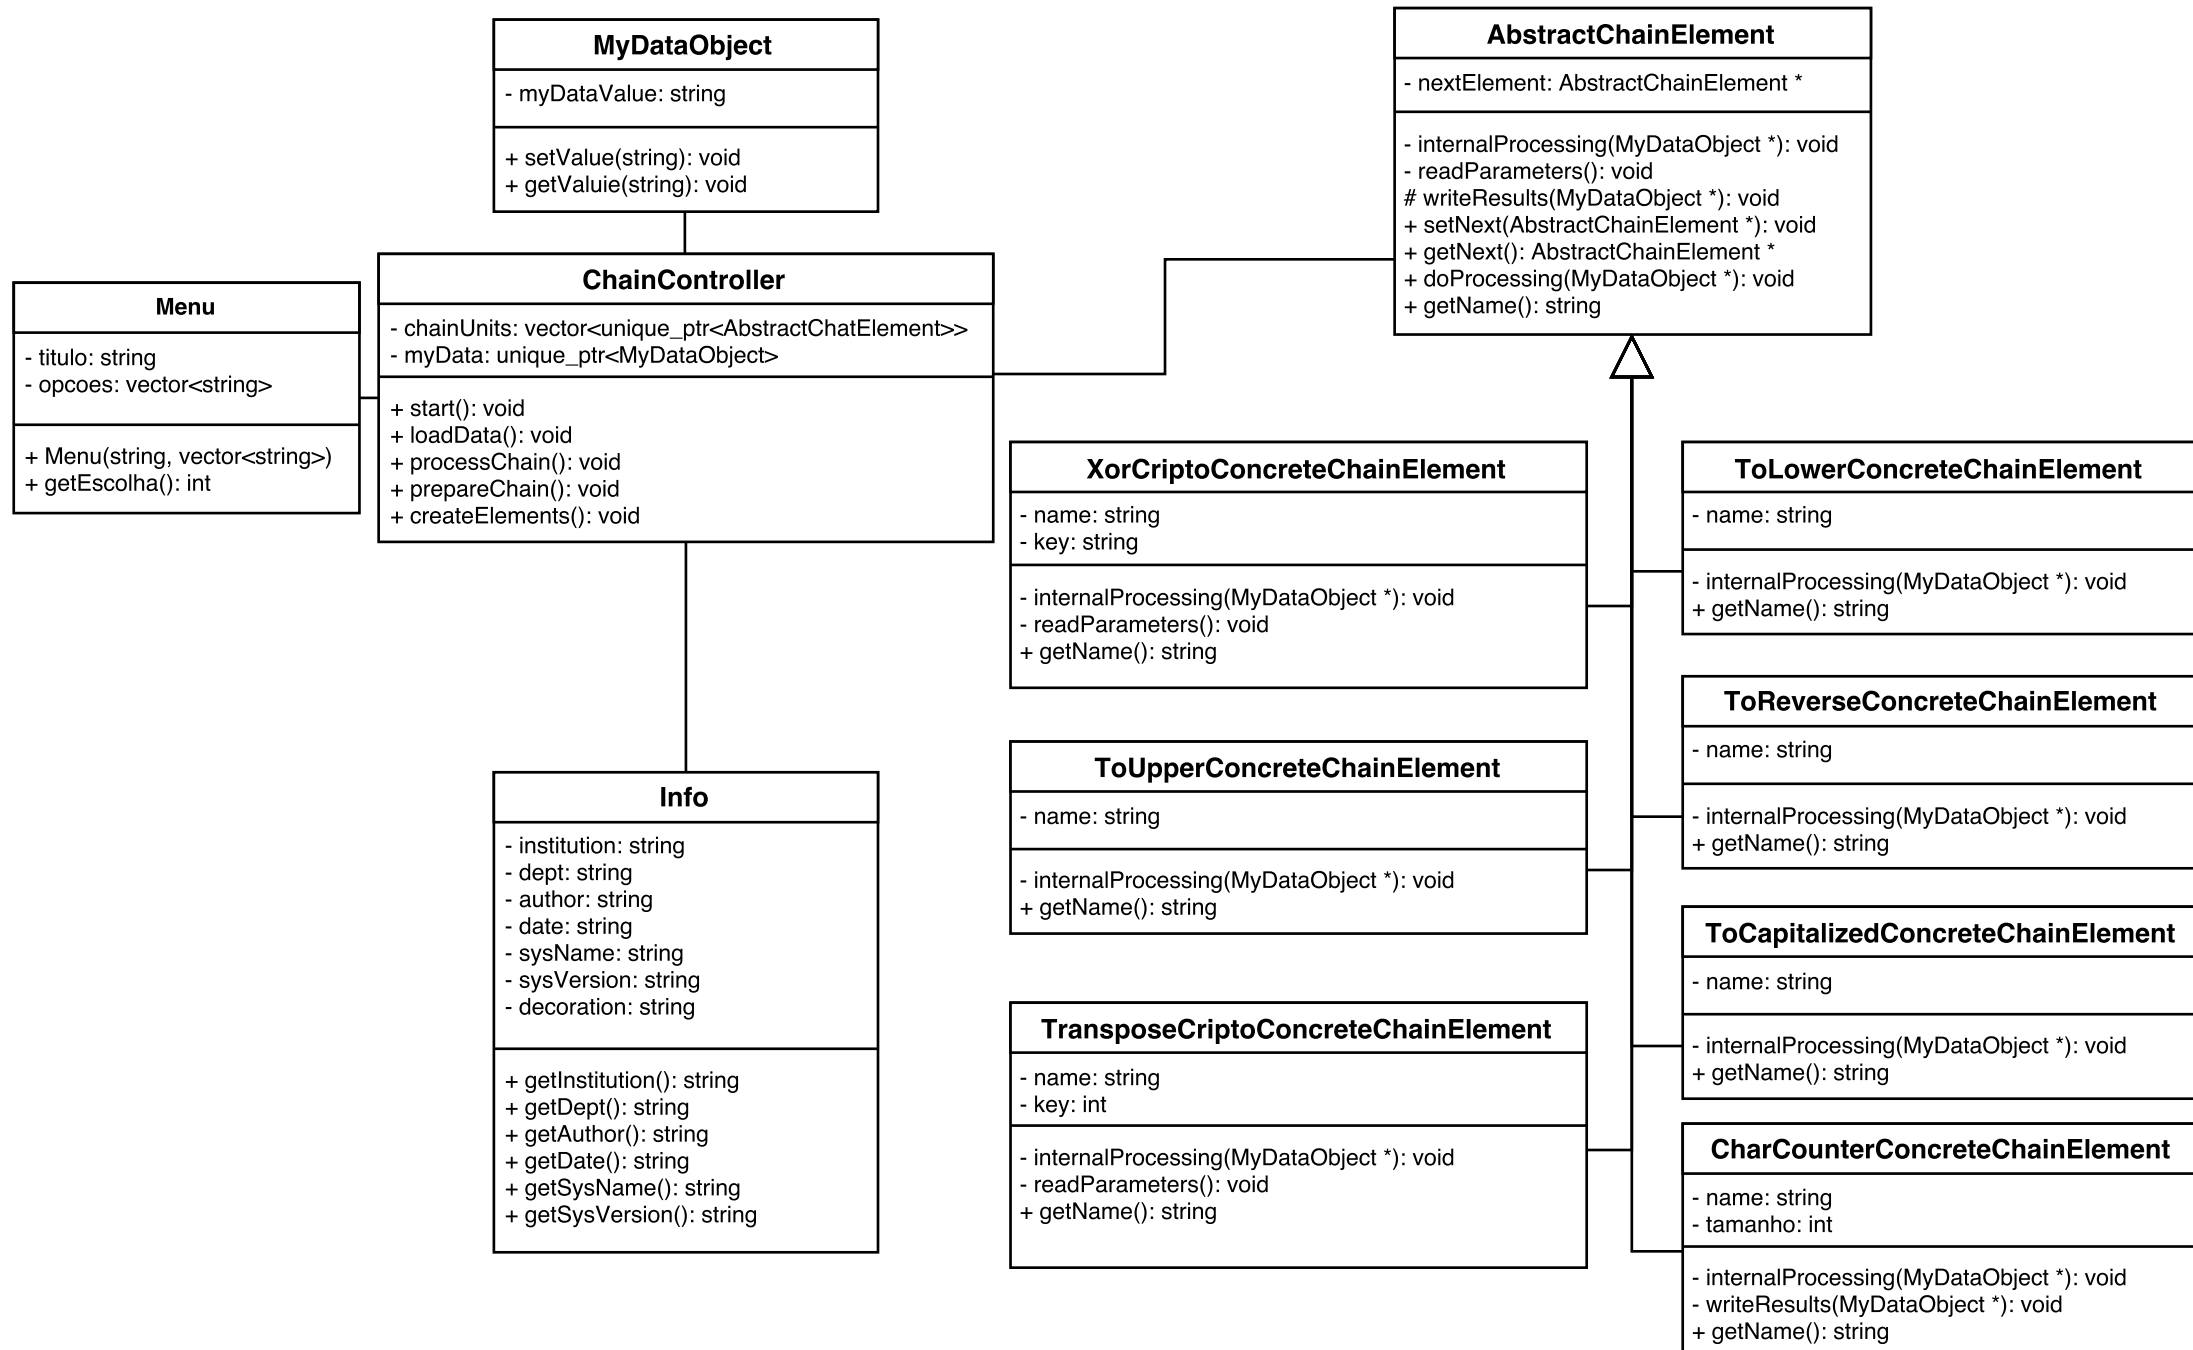 MyDataObject
- myDataValue: string
+ setValue(string): void
+ getValuie(string): void
AbstractChainElement
- nextElement: AbstractChainElement *
- internalProcessing(MyDataObject *): void
- readParameters(): void
# writeResults(MyDataObject *): void
+ setNext(AbstractChainElement *): void
+ getNext(): AbstractChainElement *
+ doProcessing(MyDataObject *): void
+ getName(): string
Menu
- titulo: string
- opcoes: vector<string>
+ Menu(string, vector<string>)
+ getEscolha(): int
ChainController
- chainUnits: vector<unique_ptr<AbstractChatElement>>
- myData: unique_ptr<MyDataObject>
+ start(): void
+ loadData(): void
+ processChain(): void
+ prepareChain(): void
+ createElements(): void
XorCriptoConcreteChainElement
- name: string
- key: string
- internalProcessing(MyDataObject *): void
- readParameters(): void
+ getName(): string
ToLowerConcreteChainElement
- name: string
- internalProcessing(MyDataObject *): void
+ getName(): string
ToReverseConcreteChainElement
- name: string
- internalProcessing(MyDataObject *): void
+ getName(): string
ToUpperConcreteChainElement
- name: string
- internalProcessing(MyDataObject *): void
+ getName(): string
Info
- institution: string
- dept: string
- author: string
- date: string
- sysName: string
- sysVersion: string
- decoration: string
+ getInstitution(): string
+ getDept(): string
+ getAuthor(): string
+ getDate(): string
+ getSysName(): string
+ getSysVersion(): string
ToCapitalizedConcreteChainElement
- name: string
- internalProcessing(MyDataObject *): void
+ getName(): string
TransposeCriptoConcreteChainElement
- name: string
- key: int
- internalProcessing(MyDataObject *): void
- readParameters(): void
+ getName(): string
CharCounterConcreteChainElement
- name: string
- tamanho: int
- internalProcessing(MyDataObject *): void
- writeResults(MyDataObject *): void
+ getName(): string